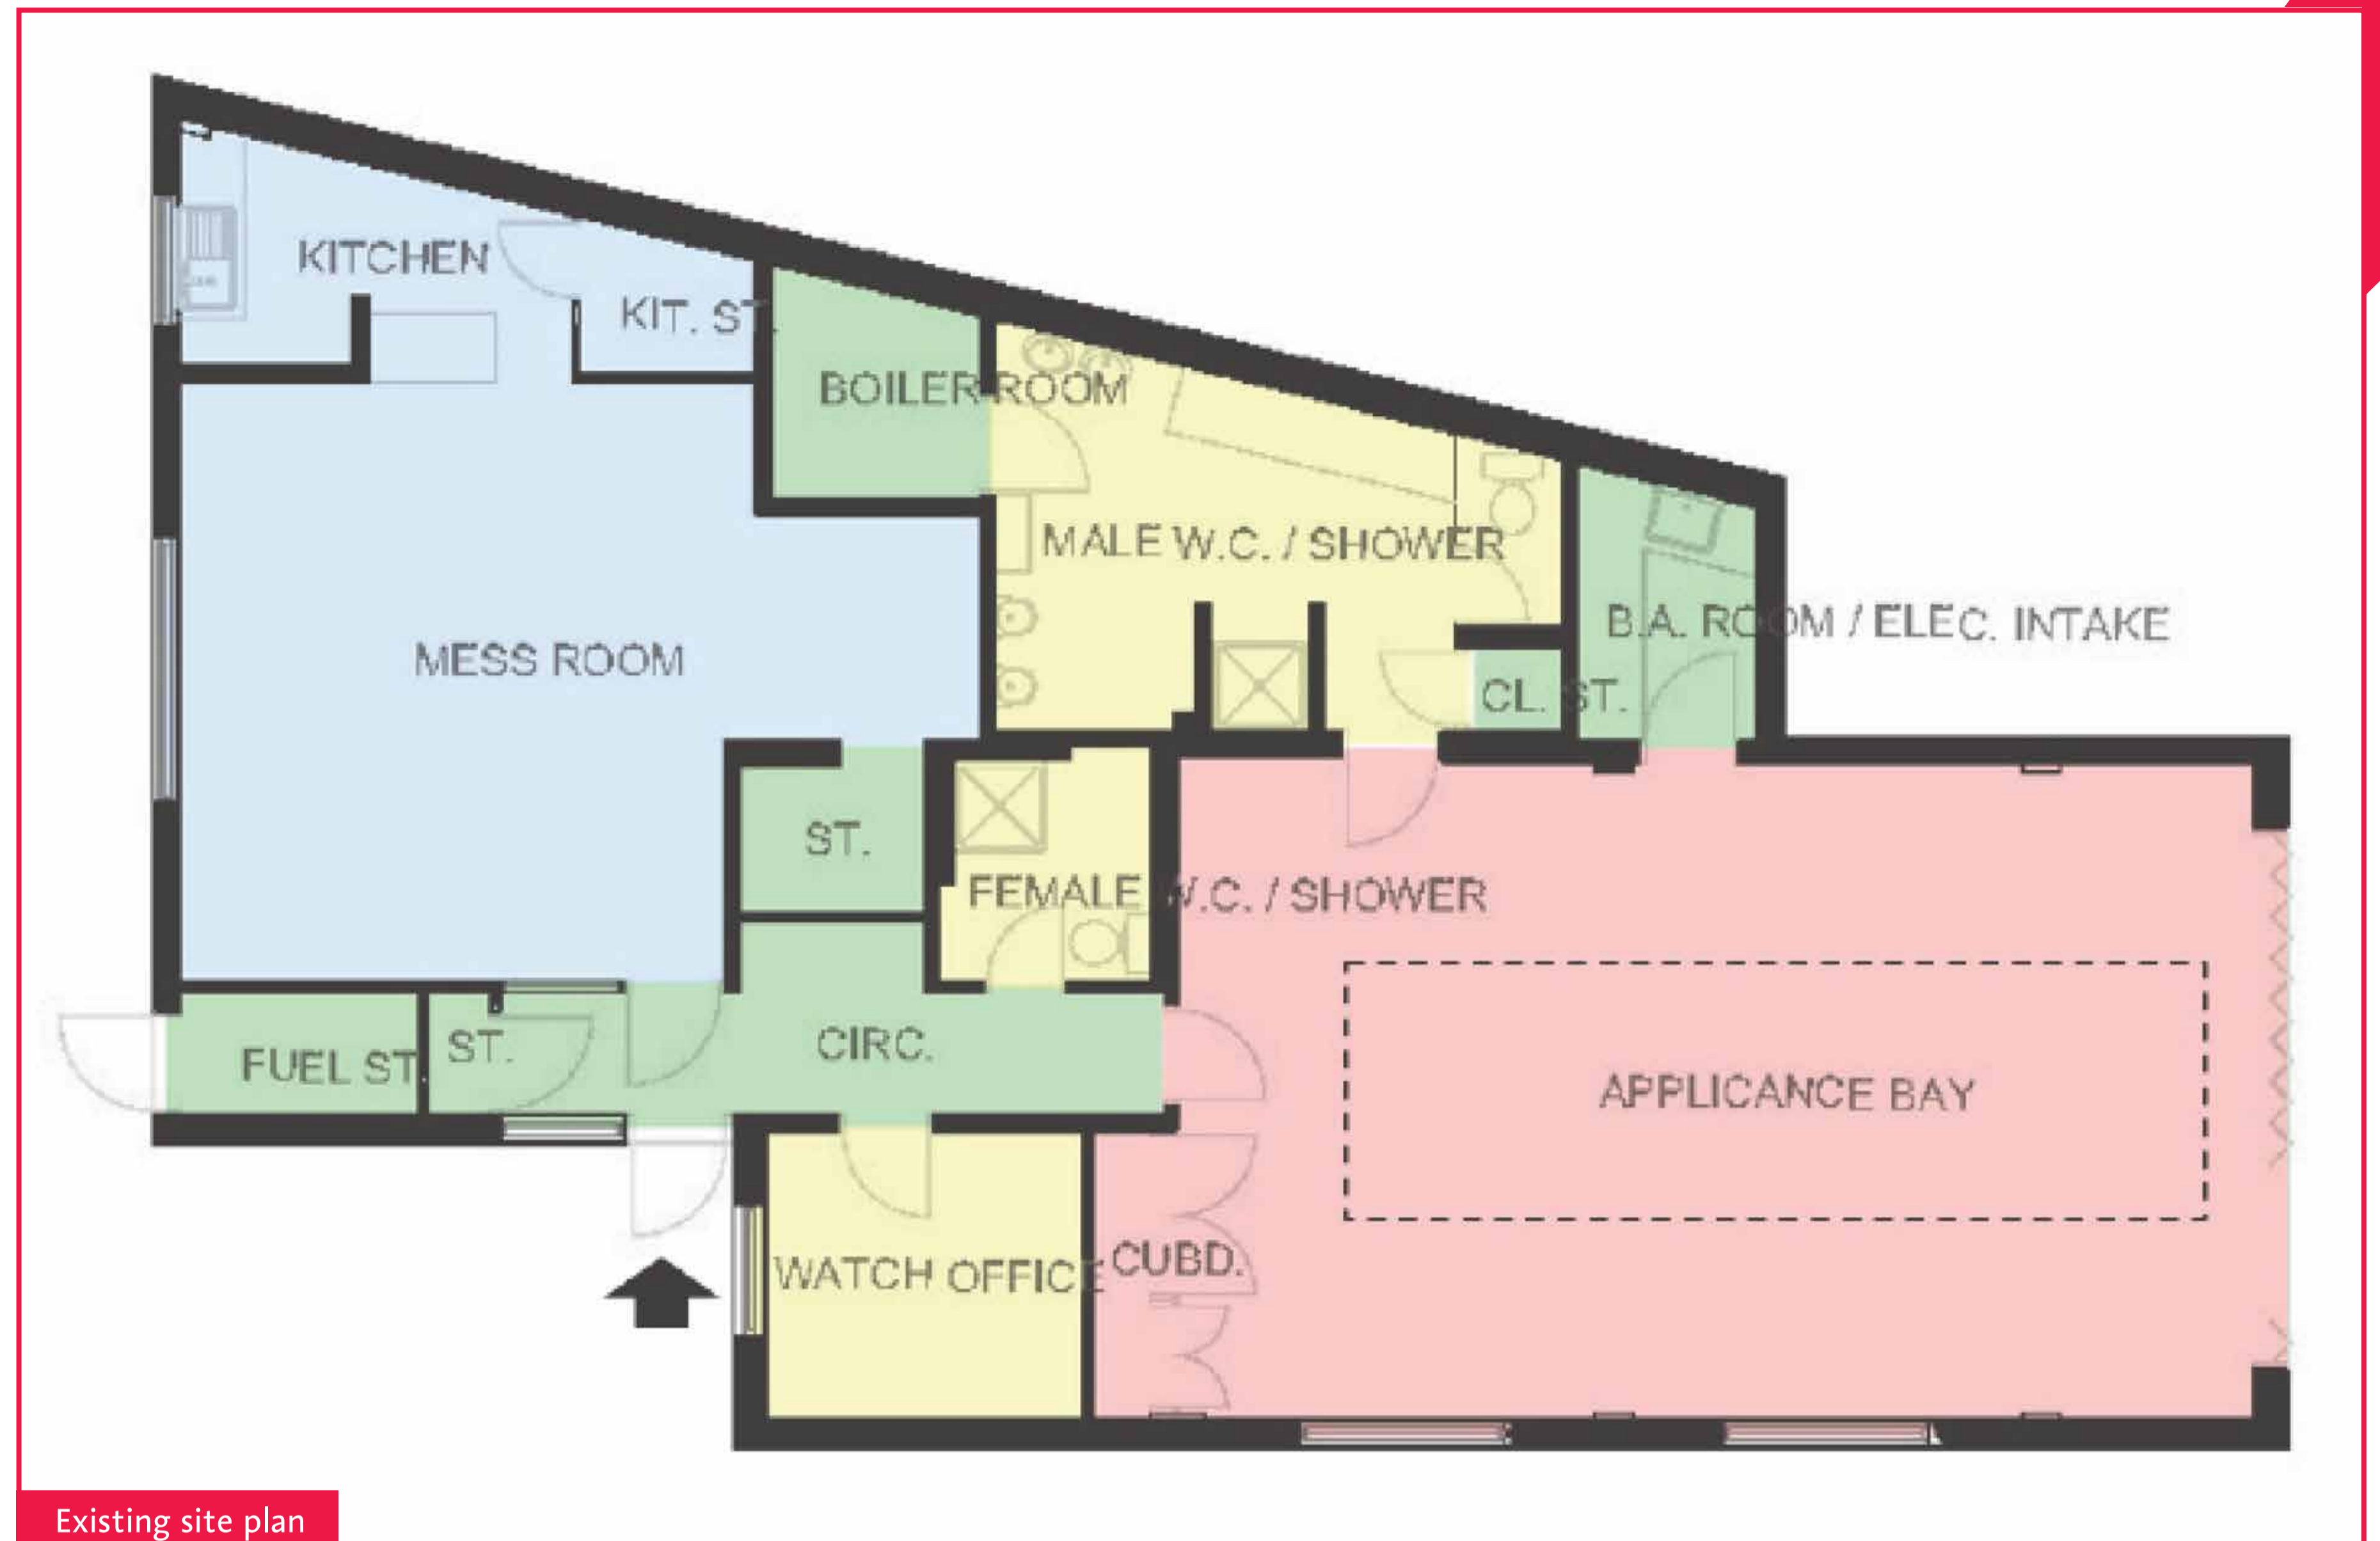 KITCHEN
KIT. ST.
BOILER ROOM
MALE W.C. / SHOWER
B.A. ROOM / ELEC. INTAKE
MESS ROOM
CL. ST.
ST.
FEMALE W.C. / SHOWER
FUEL ST.
ST.
CIRC.
APPLICANCE BAY
WATCH OFFICE
CUBD.
Existing site plan